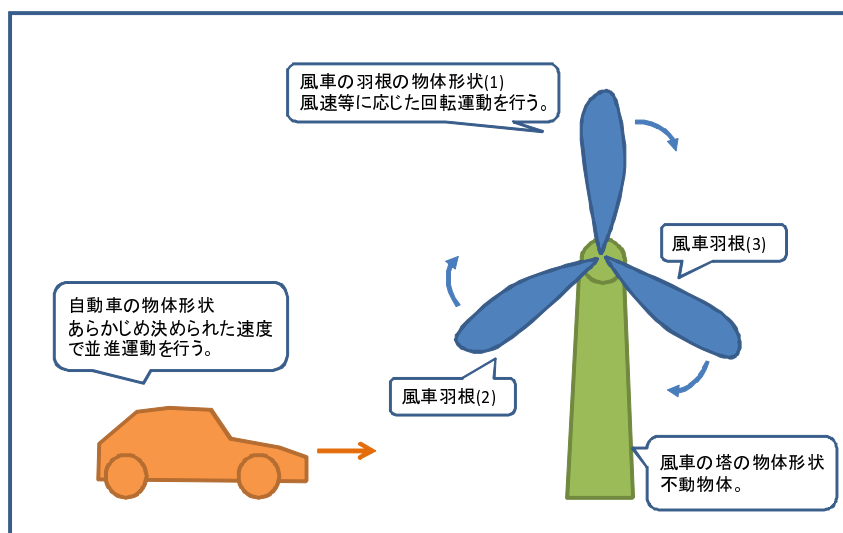 風車の羽根の物体形状(1)
風速等に応じた回転運動を行う。
風車羽根(3)
自動車の物体形状
あらかじめ決められた速度
で並進運動を行う。
風車羽根(2)
風車の塔の物体形状
不動物体。